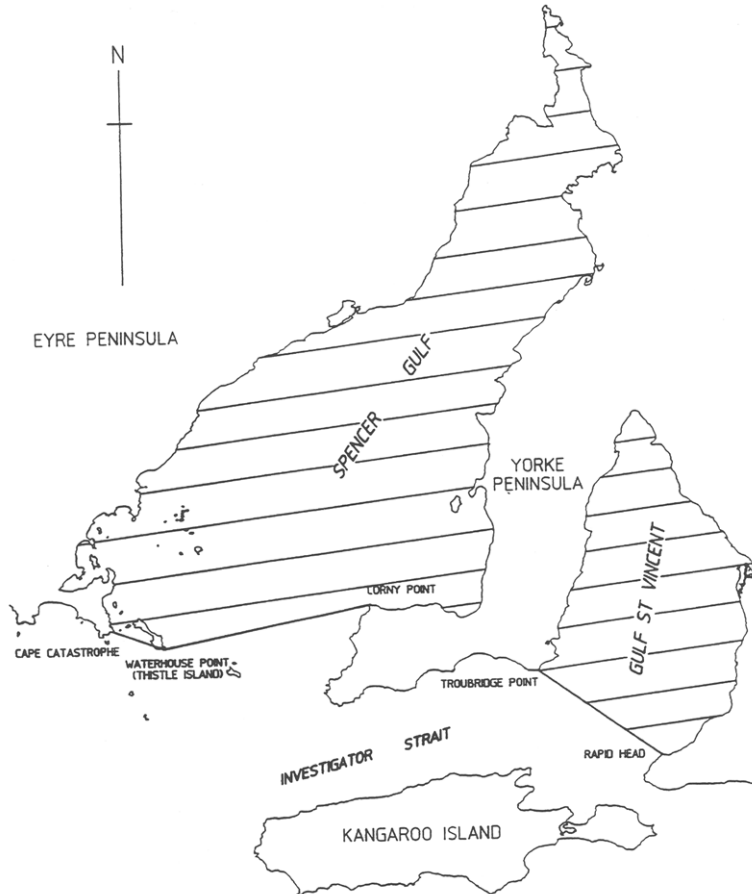 N
EYRE PENINSULA
SPENCER GULF
YORKE
PENINSULA
GULF ST VINCENT
CORNY POINT
CAPE CATASTROPHE
WATERHOUSE POINT
(THISTLE ISLAND)
TROUBRIDGE POINT
INVESTIGATOR STRAIT
RAPID HEAD
KANGAROO ISLAND